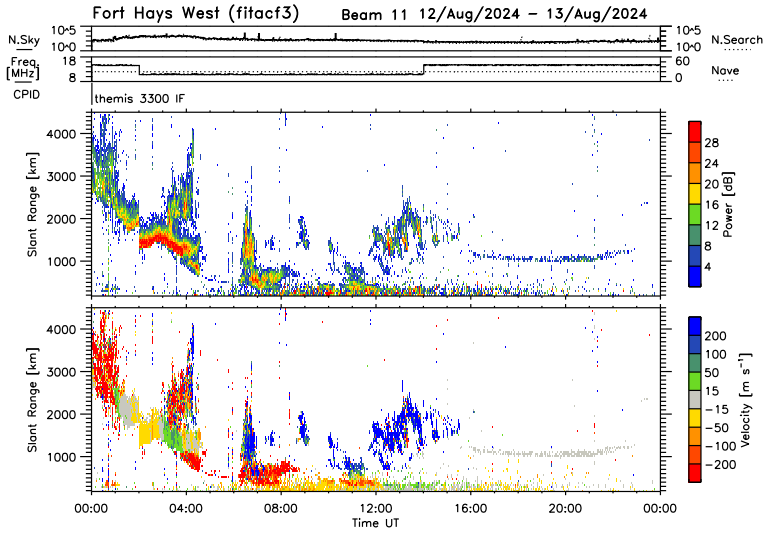 Fort Hays West (fitacf3) Beam 11 12/Aug/2024 - 13/Aug/2024
N.Sky 10^5 10^0 10^5 10^0 N.Search
Freq. [MHz] 18 8 60 0 Nave
CPID themis 3300 IF
Slant Range [km] 4000 3000 2000 1000
Power [dB] 28 24 20 16 12 8 4
Slant Range [km] 4000 3000 2000 1000
Velocity [m s⁻¹] 200 100 50 15 -15 -50 -100 -200
00:00 04:00 08:00 12:00 16:00 20:00 00:00
Time UT